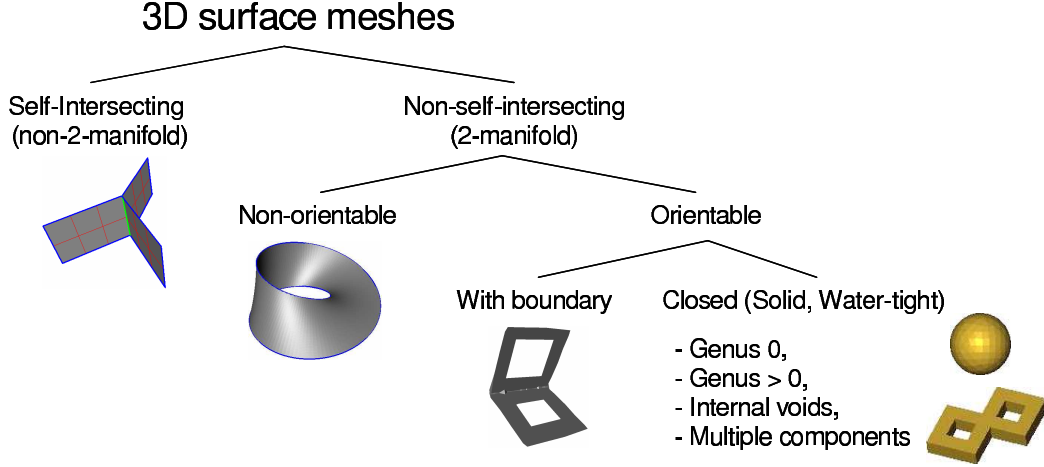 3D surface meshes
Self-Intersecting
(non-2-manifold)
Non-self-intersecting
(2-manifold)
Non-orientable
Orientable
With boundary
Closed (Solid, Water-tight)
- Genus 0,
- Genus > 0,
- Internal voids,
- Multiple components